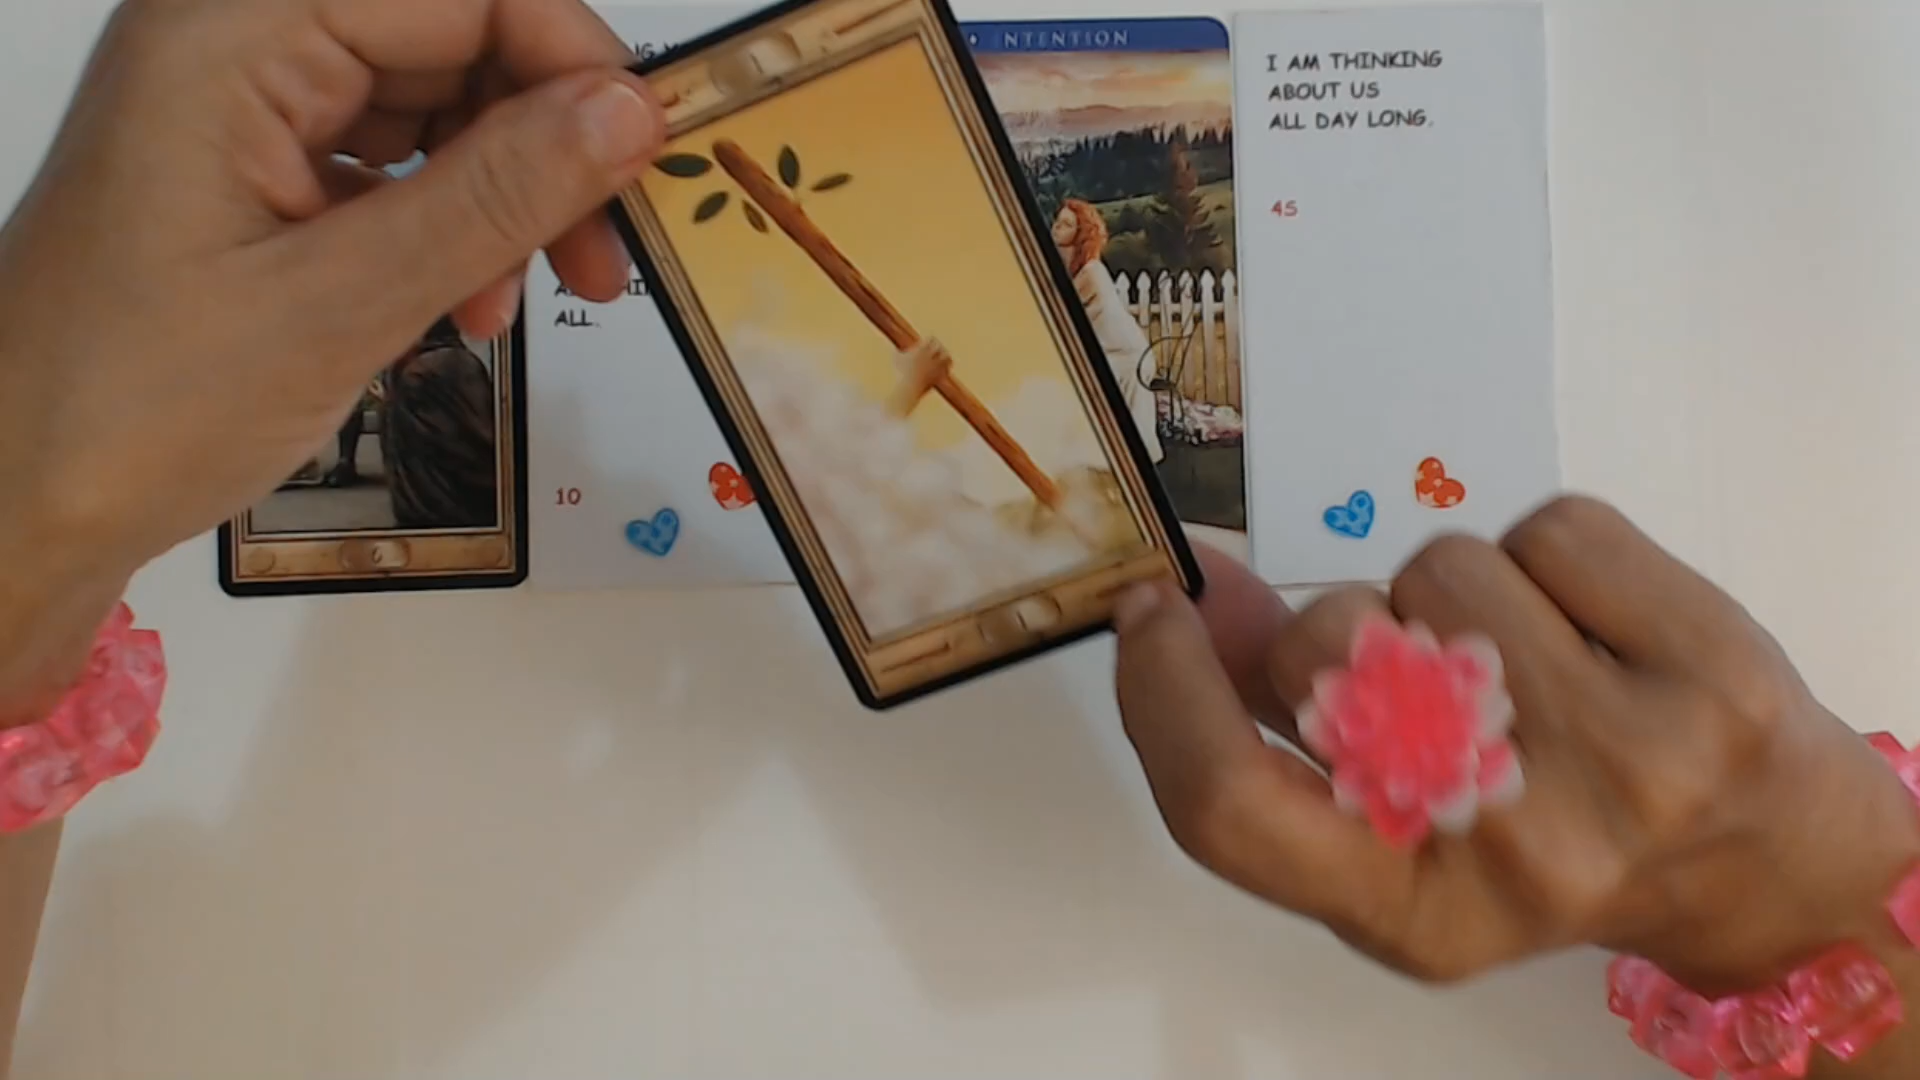 NTENTION
I AM THINKING
ABOUT US
ALL DAY LONG.
45
ALL.
10